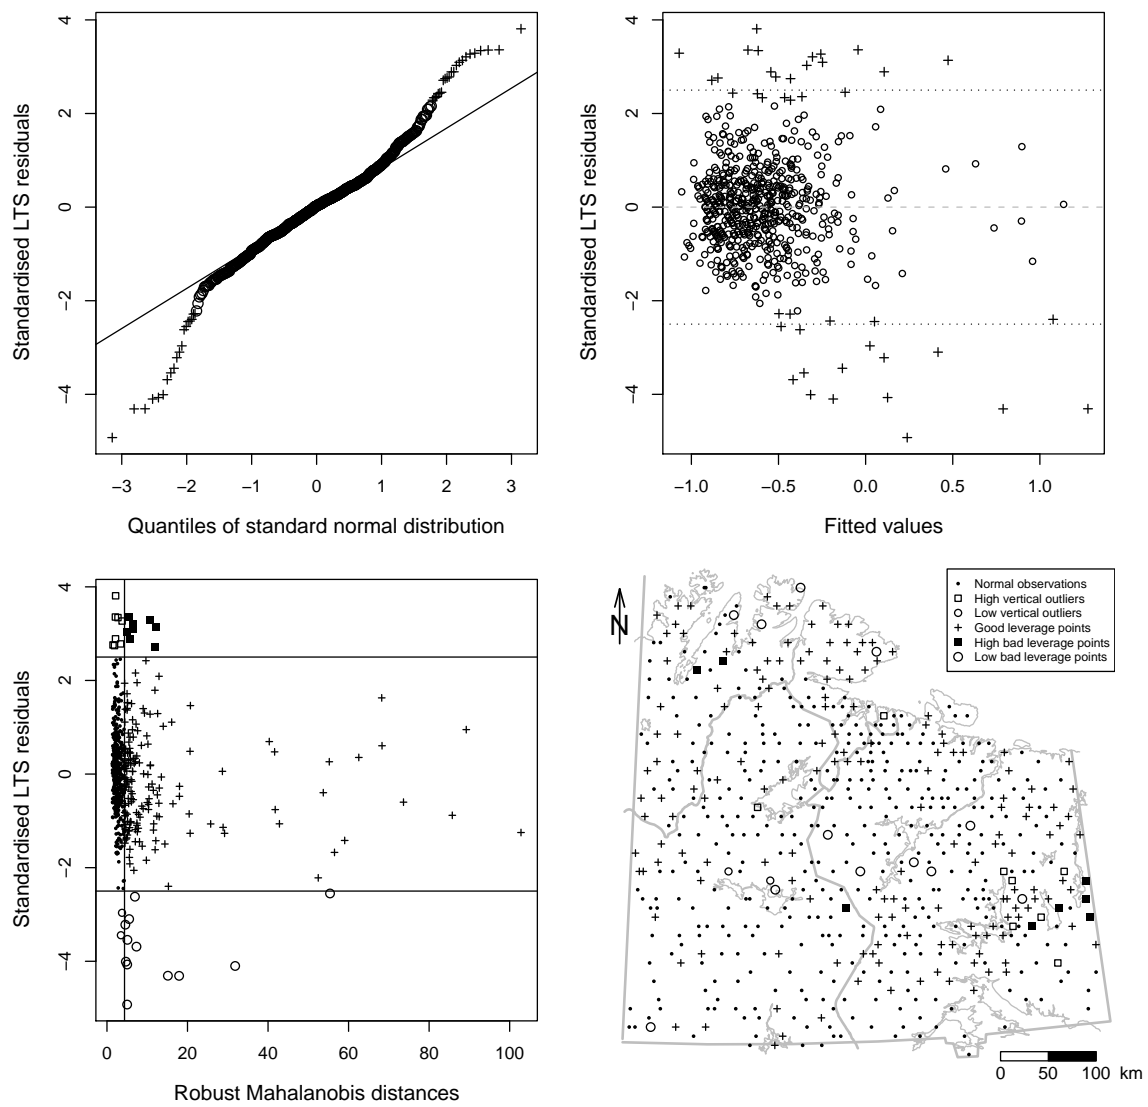 4
2
0
−2
−4
Standardised LTS residuals
−3 −2 −1 0 1 2 3
Quantiles of standard normal distribution
4
2
0
−2
−4
Standardised LTS residuals
−1.0 −0.5 0.0 0.5 1.0
Fitted values
4
2
0
−2
−4
Standardised LTS residuals
0 20 40 60 80 100
Robust Mahalanobis distances
N
Normal observations
High vertical outliers
Low vertical outliers
Good leverage points
High bad leverage points
Low bad leverage points
0 50 100 km